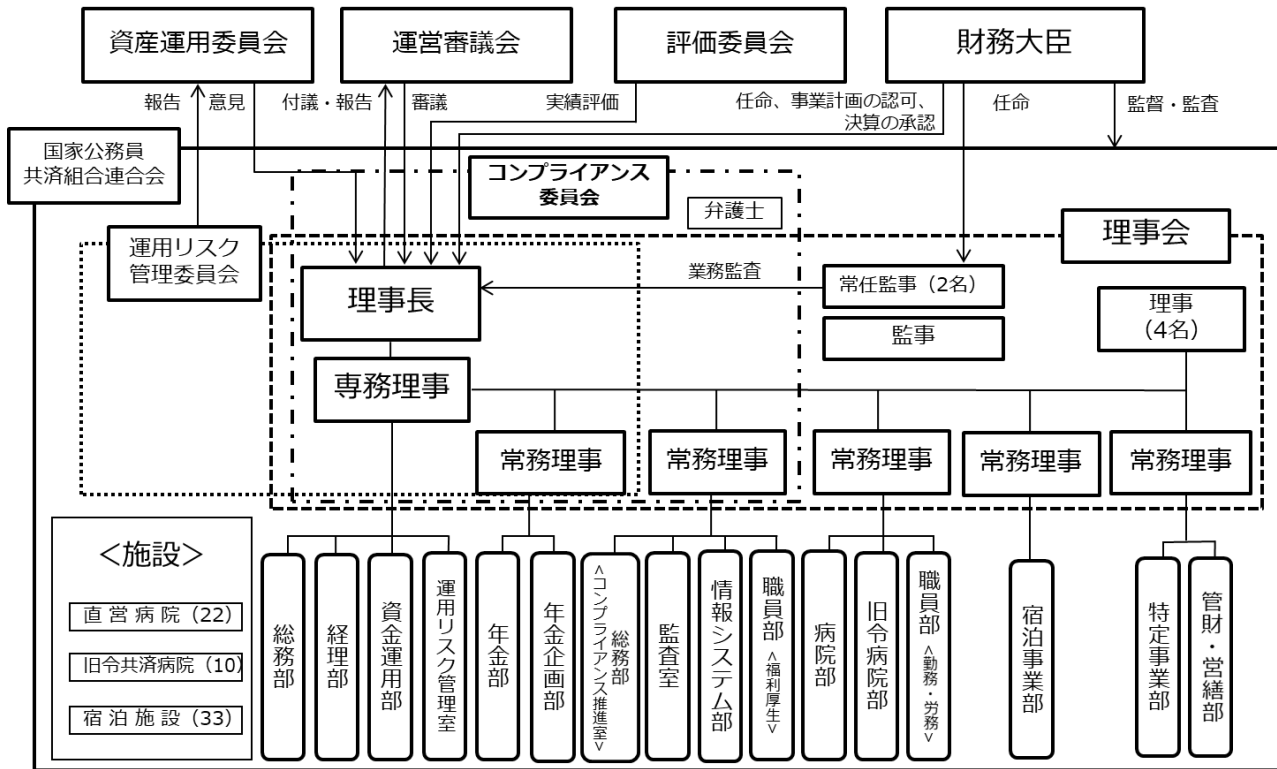 資産運用委員会
運営審議会
評価委員会
財務大臣
報告
意見
付議・報告
審議
実績評価
任命、事業計画の認可、
決算の承認
任命
監督・監査
国家公務員
共済組合連合会
コンプライアンス
委員会
弁護士
理事会
運用リスク
管理委員会
理事長
業務監査
常任監事（2名）
監事
理事
（4名）
専務理事
常務理事
常務理事
常務理事
常務理事
常務理事
＜施設＞
直営病院（22）
旧令共済病院（10）
宿泊施設（33）
総務部
経理部
資金運用部
運用リスク管理室
年金部
年金企画部
総務部
＜コンプライアンス推進室＞
監査室
情報システム部
職員部＜福利厚生＞
病院部
旧令病院部
職員部＜勤務・労務＞
宿泊事業部
特定事業部
管財・営繕部